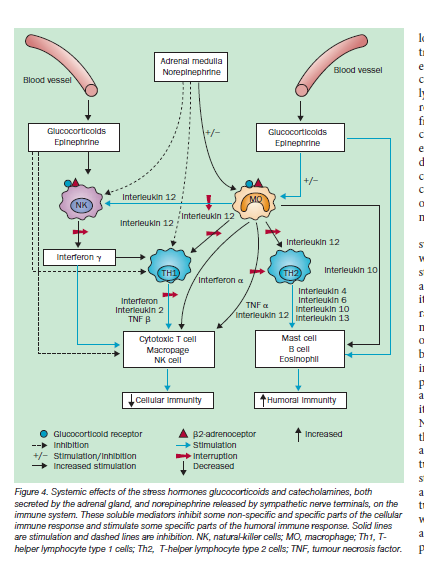 Blood vessel
Adrenal medulla
Norepinephrine
Blood vessel
Glucocorticoids
Epinephrine
+/−
Glucocorticoids
Epinephrine
+/−
NK
Interleukin 12
MO
Interleukin 12
Interleukin 12
Interleukin 12
Interferon γ
TH1
Interferon α
TH2
Interleukin 10
Interferon
Interleukin 2
TNF β
TNF α
Interleukin 12
Interleukin 4
Interleukin 6
Interleukin 10
Interleukin 13
Cytotoxic T cell
Macropage
NK cell
Mast cell
B cell
Eosinophil
Cellular immunity
Humoral immunity
Glucocorticoid receptor
β2-adrenoceptor
Increased
Inhibition
Stimulation
+/− Stimulation/inhibition
Interruption
Increased stimulation
Decreased
Figure 4. Systemic effects of the stress hormones glucocorticoids and catecholamines, both
secreted by the adrenal gland, and norepinephrine released by sympathetic nerve terminals, on the
immune system. These soluble mediators inhibit some non-specific and specific parts of the cellular
immune response and stimulate some specific parts of the humoral immune response. Solid lines
are stimulation and dashed lines are inhibition. NK, natural-killer cells; MO, macrophage; Th1, T-
helper lymphocyte type 1 cells; Th2, T-helper lymphocyte type 2 cells; TNF, tumour necrosis factor.